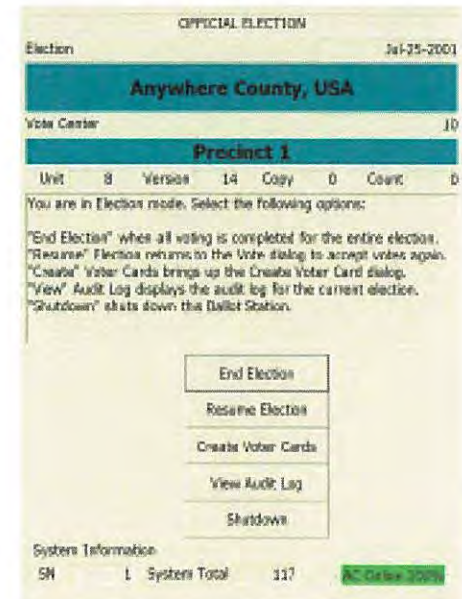 OFFICIAL ELECTION
Election Jul-25-2001
Anywhere County, USA
Vote Center 10
Precinct 1
Unit 8 Version 14 Copy 0 Count 0
You are in Election mode. Select the following options:
"End Election" when all voting is completed for the entire election.
"Resume" Election returns to the Vote dialog to accept votes again.
"Create" Voter Cards brings up the Create Voter Card dialog.
"View" Audit Log displays the audit log for the current election.
"Shutdown" shuts down this Ballot Station.
End Election
Resume Election
Create Voter Cards
View Audit Log
Shutdown
System Information
SN 1 System Total 117 AC Online 100%